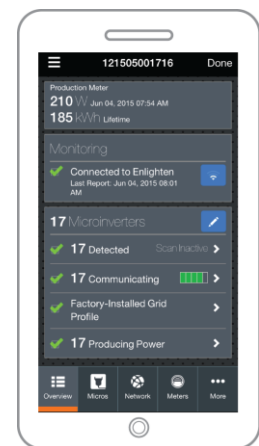 121505001716 Done
Production Meter
210 W Jun 04, 2015 07:54 AM
185 kWh Lifetime
Monitoring
Connected to Enlighten
Last Report: Jun 04, 2015 08:01
AM
17 Microinverters
17 Detected Scan Inactive
17 Communicating
Factory-Installed Grid
Profile
17 Producing Power
Overview Micros Network Meters More